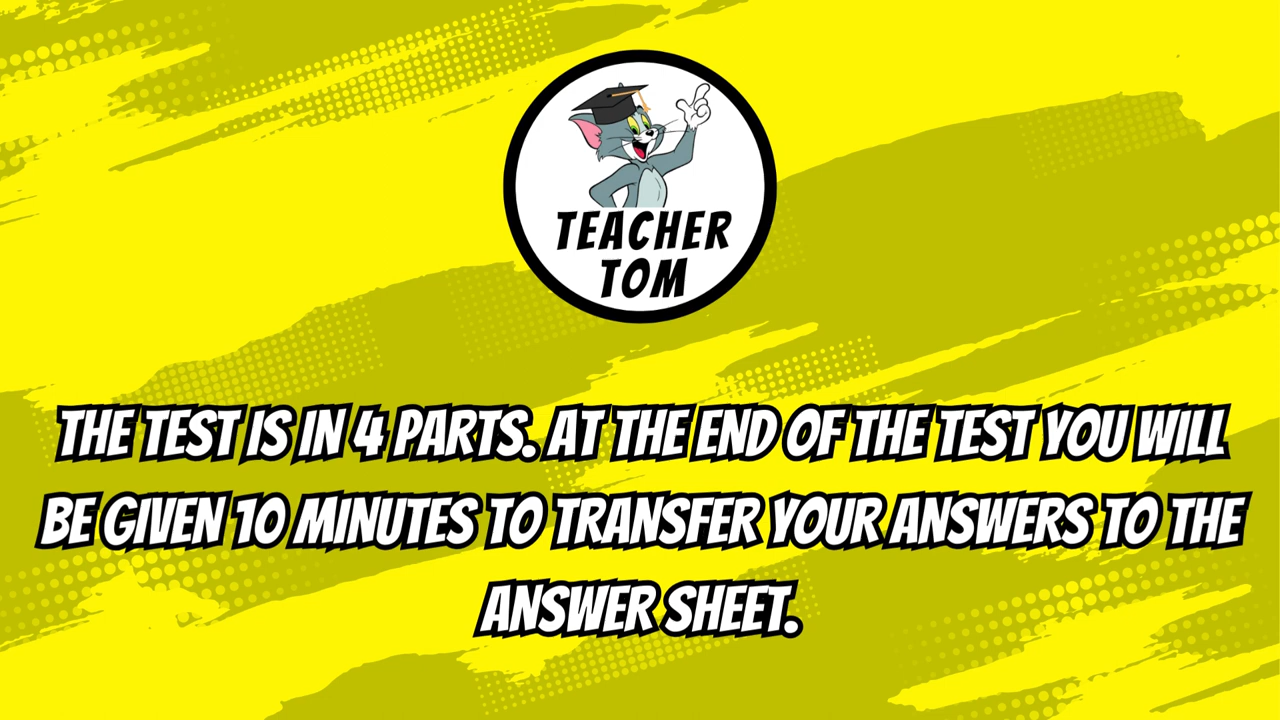 TEACHER
TOM
THE TEST IS IN 4 PARTS. AT THE END OF THE TEST YOU WILL
BE GIVEN 10 MINUTES TO TRANSFER YOUR ANSWERS TO THE
ANSWER SHEET.